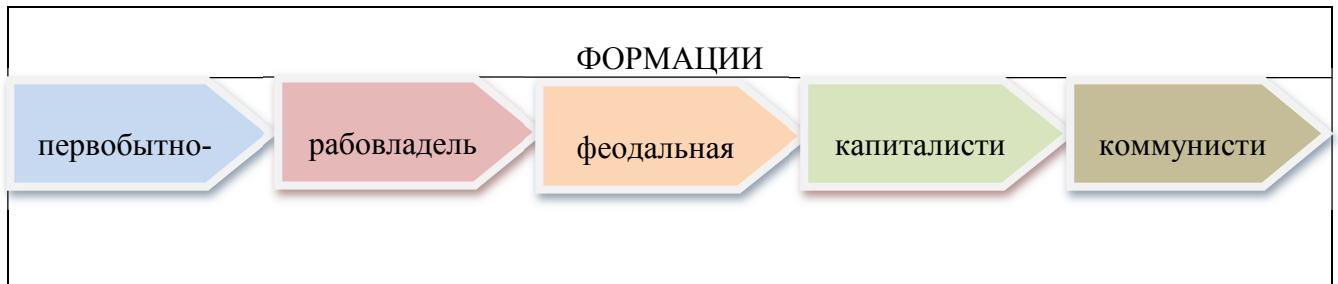 ФОРМАЦИИ
первобытно-
рабовладель
феодальная
капиталисти
коммунисти